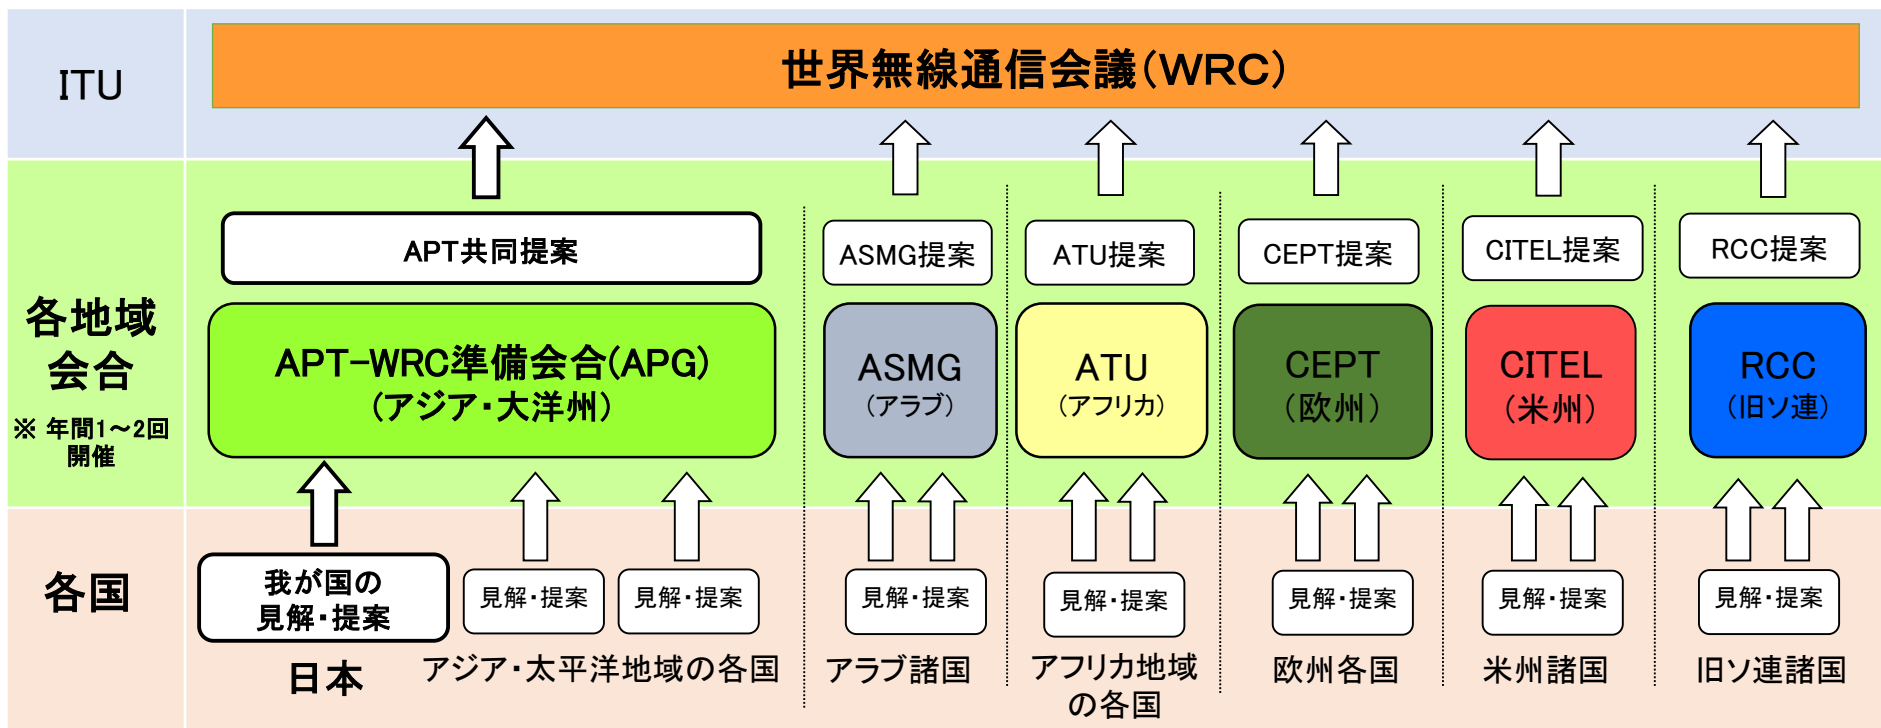 ITU
世界無線通信会議(WRC)
各地域
会合
※ 年間1～2回
開催
APT共同提案
ASMG提案
ATU提案
CEPT提案
CITEL提案
RCC提案
APT-WRC準備会合(APG)
(アジア・大洋州)
ASMG
(アラブ)
ATU
(アフリカ)
CEPT
(欧州)
CITEL
(米州)
RCC
(旧ソ連)
各国
我が国の
見解・提案
見解・提案
見解・提案
見解・提案
見解・提案
見解・提案
見解・提案
見解・提案
日本
アジア・太平洋地域の各国
アラブ諸国
アフリカ地域
の各国
欧州各国
米州諸国
旧ソ連諸国